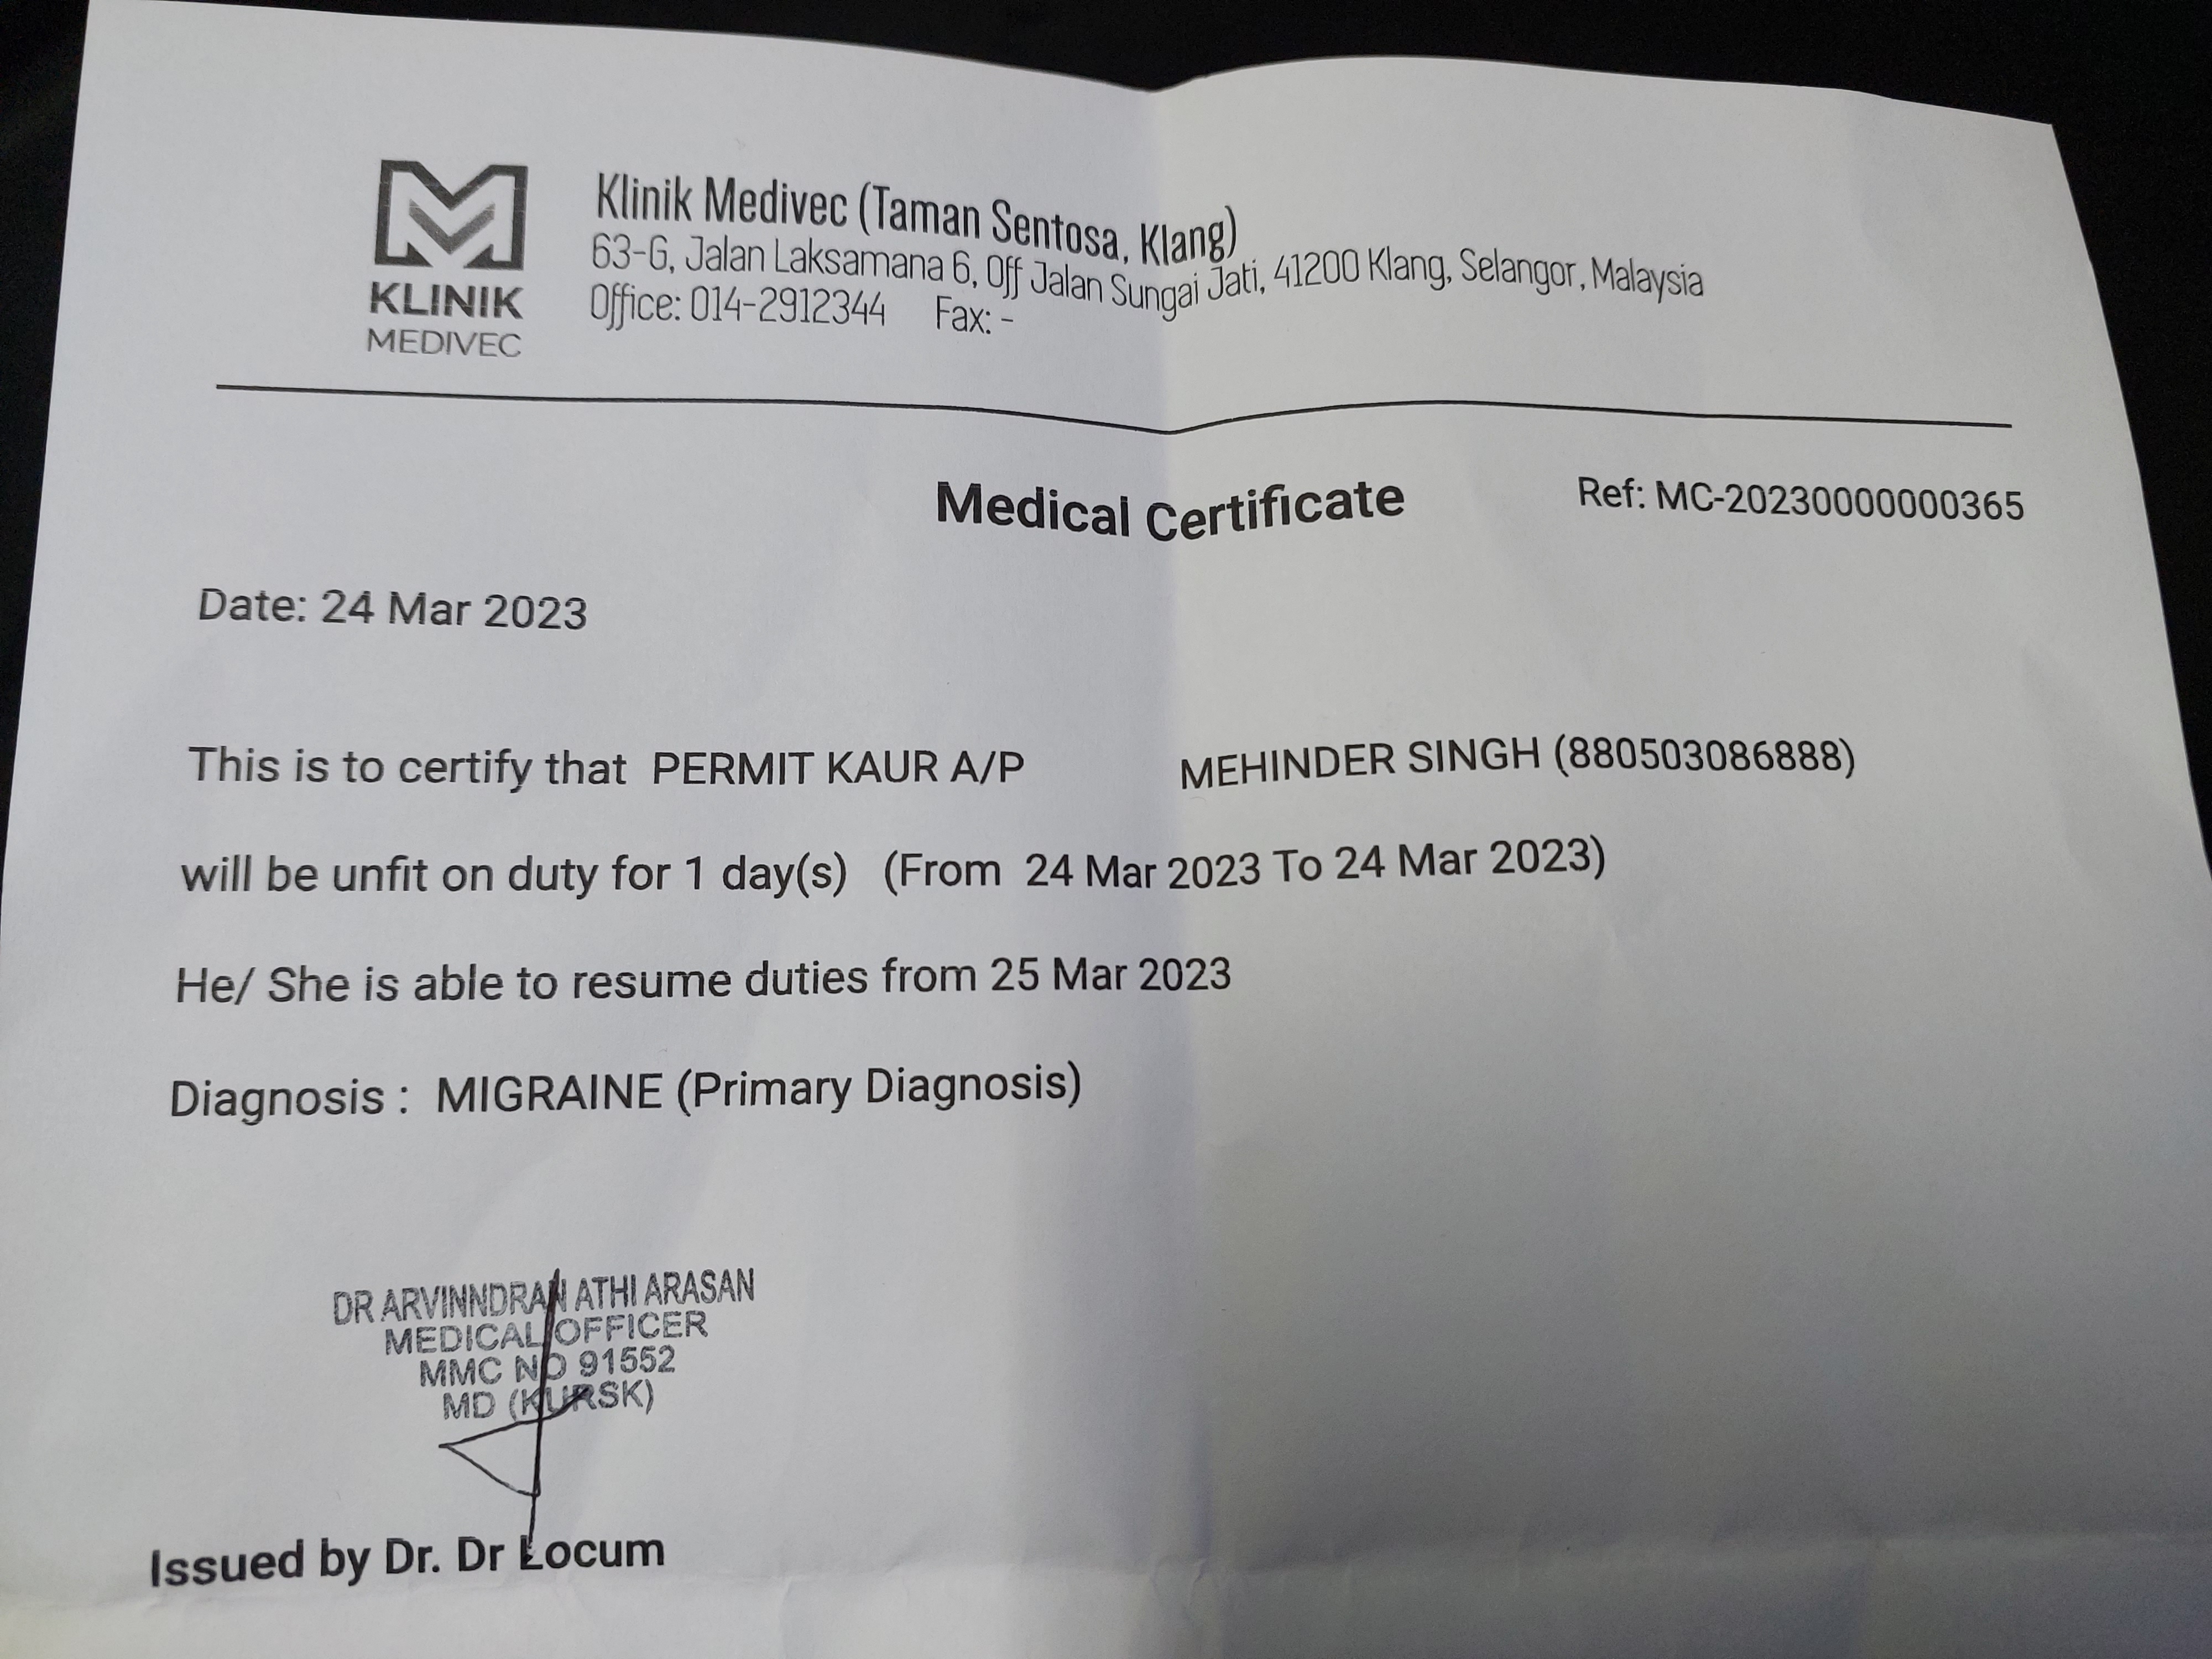 KLINIK
MEDIVEC
Klinik Medivec (Taman Sentosa, Klang)
63-G, Jalan Laksamana 6, Off Jalan Sungai Jati, 41200 Klang, Selangor, Malaysia
Office: 014-2912344 Fax: -
Medical Certificate
Ref: MC-20230000000365
Date: 24 Mar 2023
This is to certify that PERMIT KAUR A/P MEHINDER SINGH (880503086888)
will be unfit on duty for 1 day(s) (From 24 Mar 2023 To 24 Mar 2023)
He/ She is able to resume duties from 25 Mar 2023
Diagnosis : MIGRAINE (Primary Diagnosis)
DR ARVINNDRAN ATHI ARASAN
MEDICAL OFFICER
MMC NO 91552
MD (KURSK)
Issued by Dr. Dr Locum